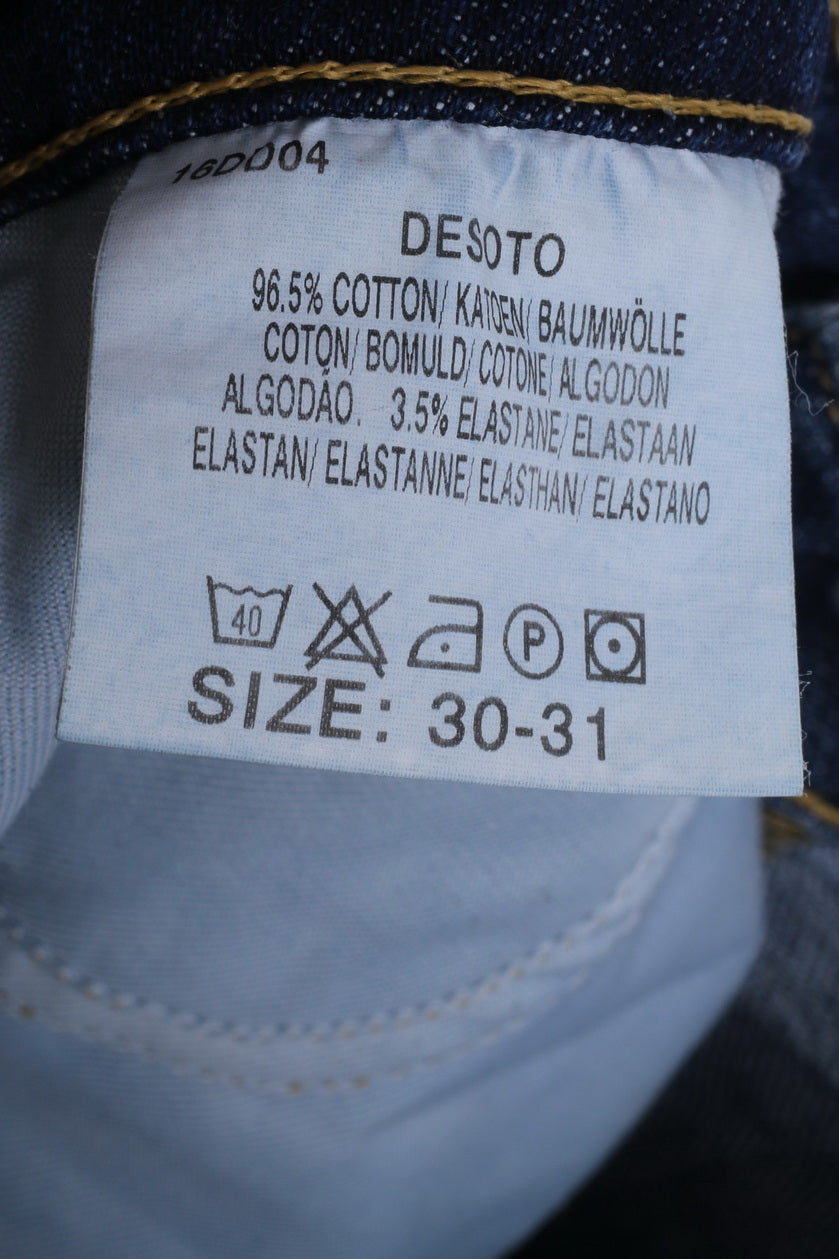 16DD04
DESOTO
96.5% COTTON/ KATOEN/ BAUMWÖLLE
COTON/ BOMULD/ COTONE/ ALGODON
ALGODÃO. 3.5% ELASTANE/ ELASTAAN
ELASTAN/ ELASTANNE/ ELASTHAN/ ELASTANO
40 P
SIZE: 30-31